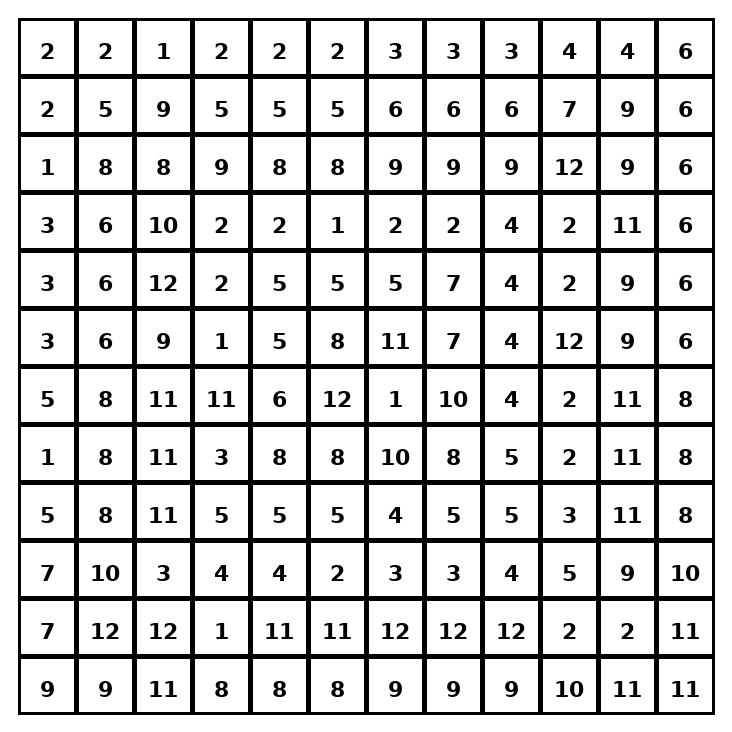 2 2 1 2 2 2 3 3 3 4 4 6
2 5 9 5 5 5 6 6 6 7 9 6
1 8 8 9 8 8 9 9 9 12 9 6
3 6 10 2 2 1 2 2 4 2 11 6
3 6 12 2 5 5 5 7 4 2 9 6
3 6 9 1 5 8 11 7 4 12 9 6
5 8 11 11 6 12 1 10 4 2 11 8
1 8 11 3 8 8 10 8 5 2 11 8
5 8 11 5 5 5 4 5 5 3 11 8
7 10 3 4 4 2 3 3 4 5 9 10
7 12 12 1 11 11 12 12 12 2 2 11
9 9 11 8 8 8 9 9 9 10 11 11